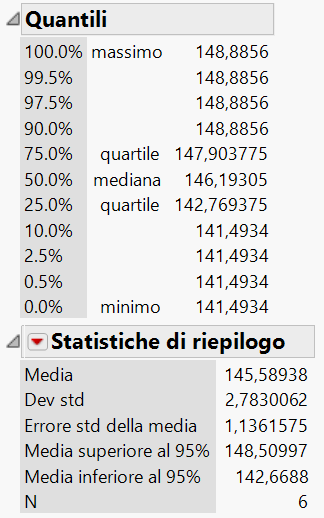 Quantili
100.0% massimo 148,8856
99.5% 148,8856
97.5% 148,8856
90.0% 148,8856
75.0% quartile 147,903775
50.0% mediana 146,19305
25.0% quartile 142,769375
10.0% 141,4934
2.5% 141,4934
0.5% 141,4934
0.0% minimo 141,4934
Statistiche di riepilogo
Media 145,58938
Dev std 2,7830062
Errore std della media 1,1361575
Media superiore al 95% 148,50997
Media inferiore al 95% 142,6688
N 6